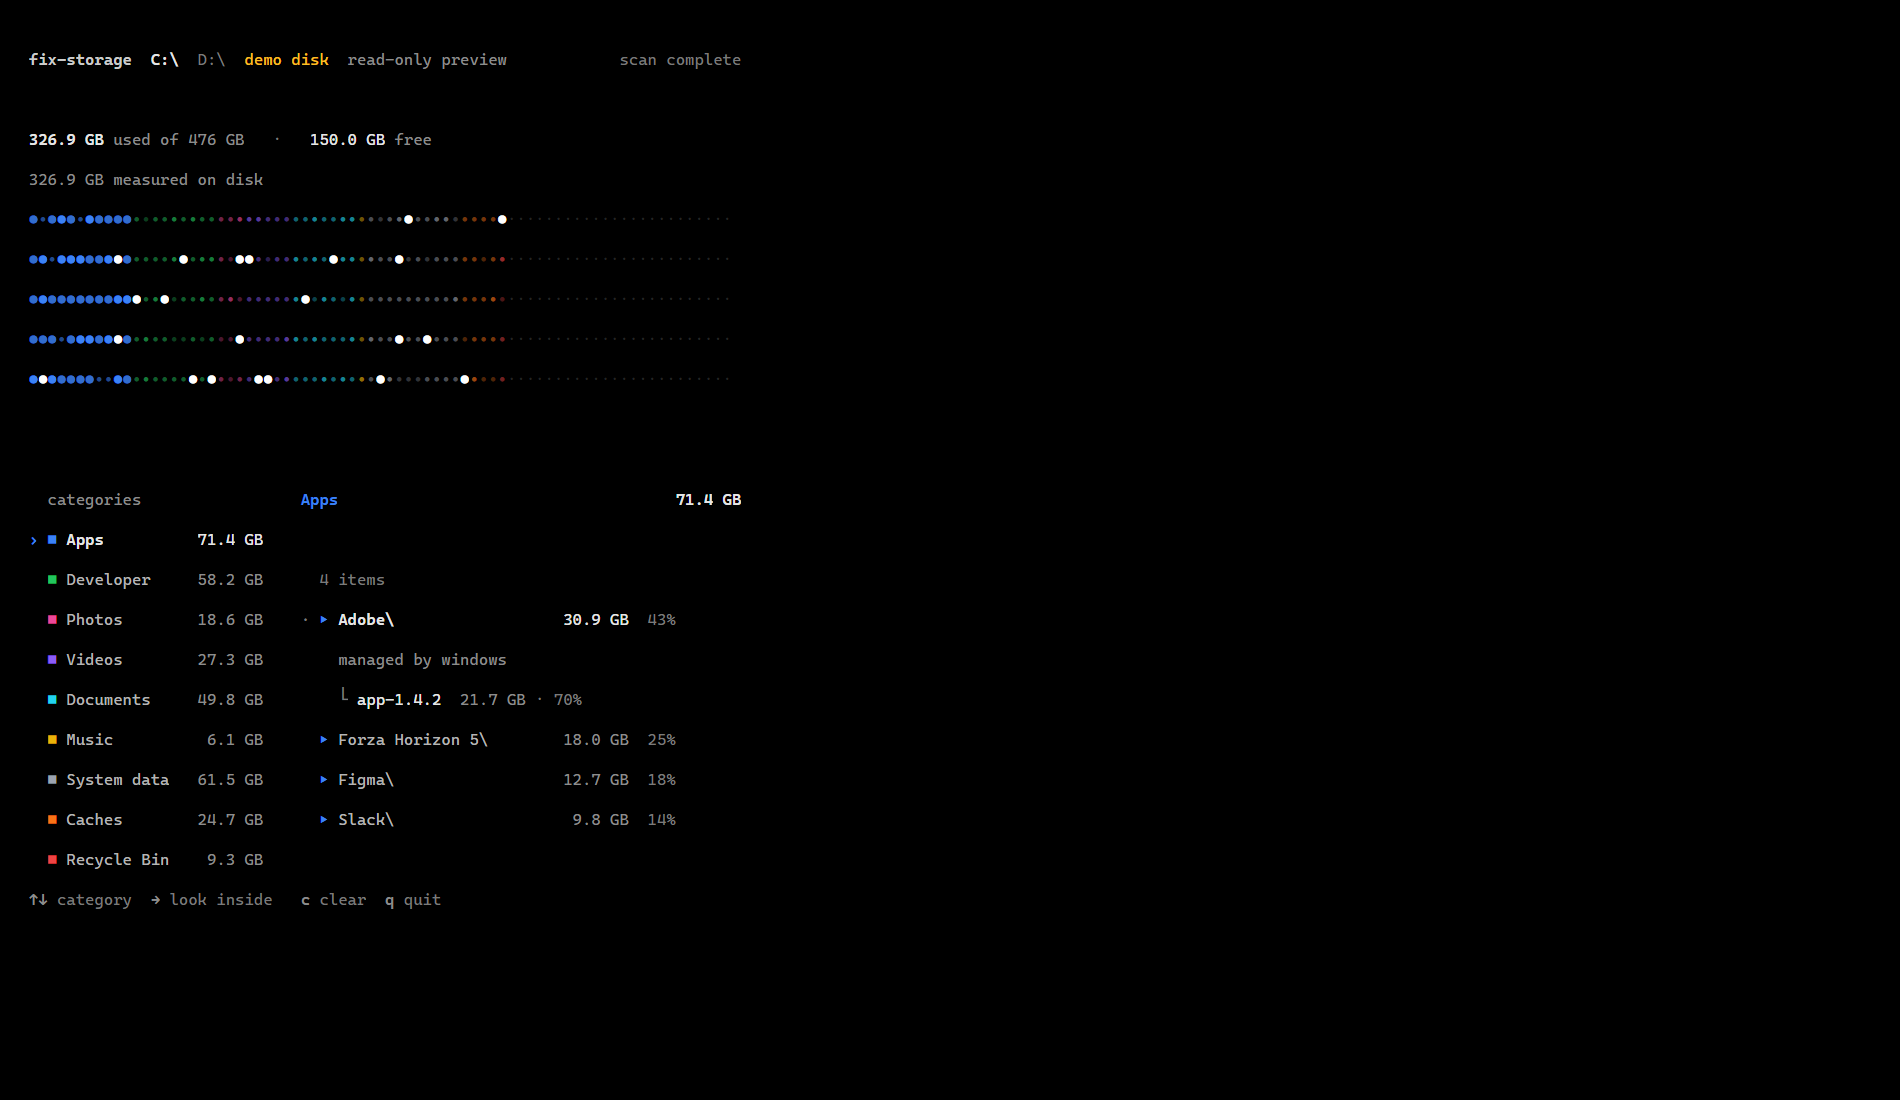 fix-storage C:\ D:\ demo disk read-only preview scan complete
326.9 GB used of 476 GB · 150.0 GB free
326.9 GB measured on disk
categories Apps 71.4 GB
› Apps 71.4 GB
Developer 58.2 GB 4 items
Photos 18.6 GB · ▸ Adobe\ 30.9 GB 43%
Videos 27.3 GB managed by windows
Documents 49.8 GB └ app-1.4.2 21.7 GB · 70%
Music 6.1 GB ▸ Forza Horizon 5\ 18.0 GB 25%
System data 61.5 GB ▸ Figma\ 12.7 GB 18%
Caches 24.7 GB ▸ Slack\ 9.8 GB 14%
Recycle Bin 9.3 GB
↑↓ category → look inside c clear q quit